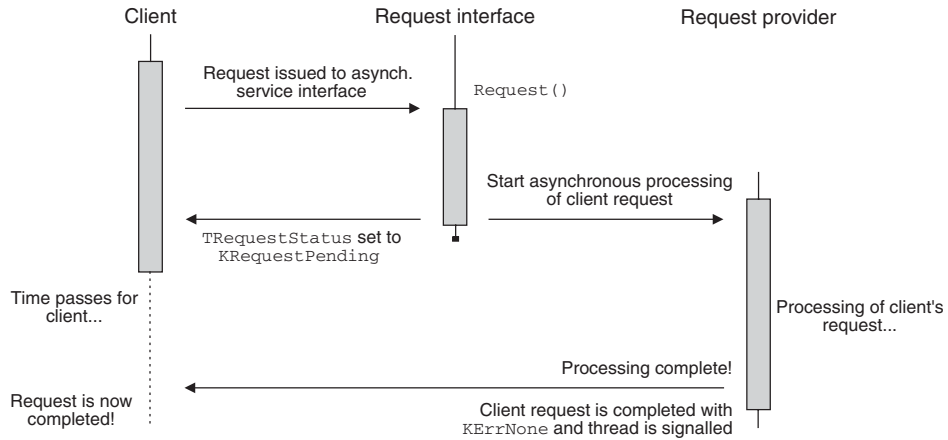 Client
Request interface
Request provider
Request issued to asynch.
service interface
Request()
Start asynchronous processing
of client request
TRequestStatus set to
KRequestPending
Time passes for
client...
Processing of client's
request...
Processing complete!
Request is now
completed!
Client request is completed with
KErrNone and thread is signalled